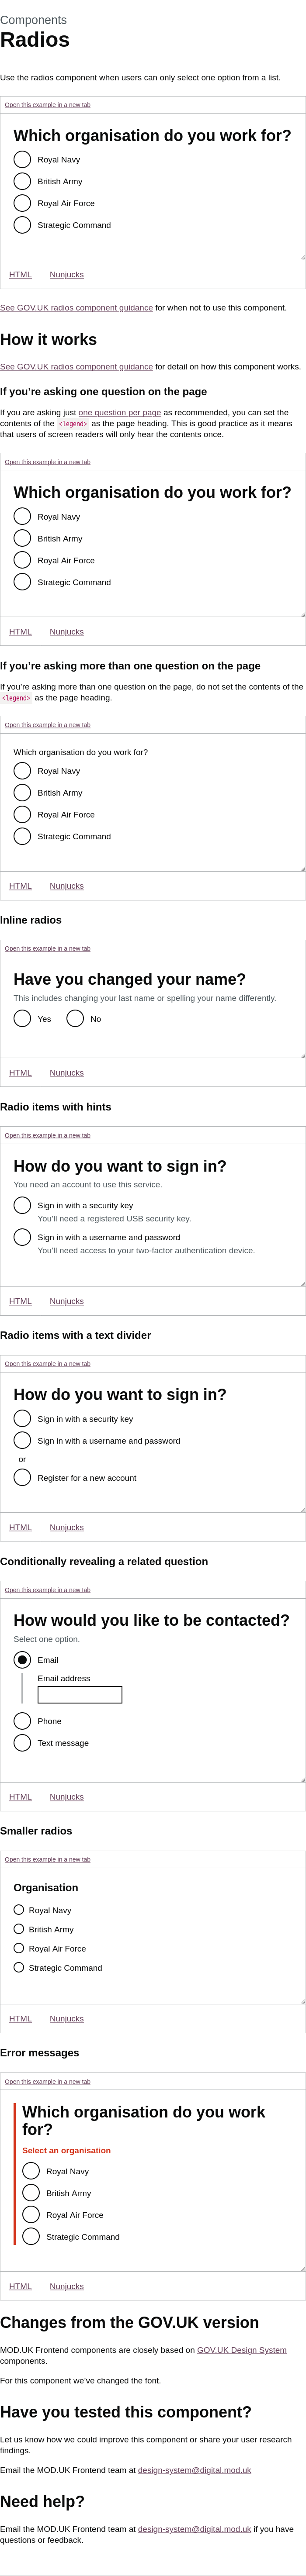 Components
Radios
Use the radios component when users can only select one option from a list.
Open this example in a new tab
Which organisation do you work for?
Royal Navy
British Army
Royal Air Force
Strategic Command
HTML Nunjucks
See GOV.UK radios component guidance for when not to use this component.
How it works
See GOV.UK radios component guidance for detail on how this component works.
If you’re asking one question on the page
If you are asking just one question per page as recommended, you can set the
contents of the <legend> as the page heading. This is good practice as it means
that users of screen readers will only hear the contents once.
Open this example in a new tab
Which organisation do you work for?
Royal Navy
British Army
Royal Air Force
Strategic Command
HTML Nunjucks
If you’re asking more than one question on the page
If you’re asking more than one question on the page, do not set the contents of the
<legend> as the page heading.
Open this example in a new tab
Which organisation do you work for?
Royal Navy
British Army
Royal Air Force
Strategic Command
HTML Nunjucks
Inline radios
Open this example in a new tab
Have you changed your name?
This includes changing your last name or spelling your name differently.
Yes No
HTML Nunjucks
Radio items with hints
Open this example in a new tab
How do you want to sign in?
You need an account to use this service.
Sign in with a security key
You’ll need a registered USB security key.
Sign in with a username and password
You’ll need access to your two-factor authentication device.
HTML Nunjucks
Radio items with a text divider
Open this example in a new tab
How do you want to sign in?
Sign in with a security key
Sign in with a username and password
or
Register for a new account
HTML Nunjucks
Conditionally revealing a related question
Open this example in a new tab
How would you like to be contacted?
Select one option.
Email
Email address
Phone
Text message
HTML Nunjucks
Smaller radios
Open this example in a new tab
Organisation
Royal Navy
British Army
Royal Air Force
Strategic Command
HTML Nunjucks
Error messages
Open this example in a new tab
Which organisation do you work
for?
Select an organisation
Royal Navy
British Army
Royal Air Force
Strategic Command
HTML Nunjucks
Changes from the GOV.UK version
MOD.UK Frontend components are closely based on GOV.UK Design System
components.
For this component we’ve changed the font.
Have you tested this component?
Let us know how we could improve this component or share your user research
findings.
Email the MOD.UK Frontend team at design-system@digital.mod.uk
Need help?
Email the MOD.UK Frontend team at design-system@digital.mod.uk if you have
questions or feedback.